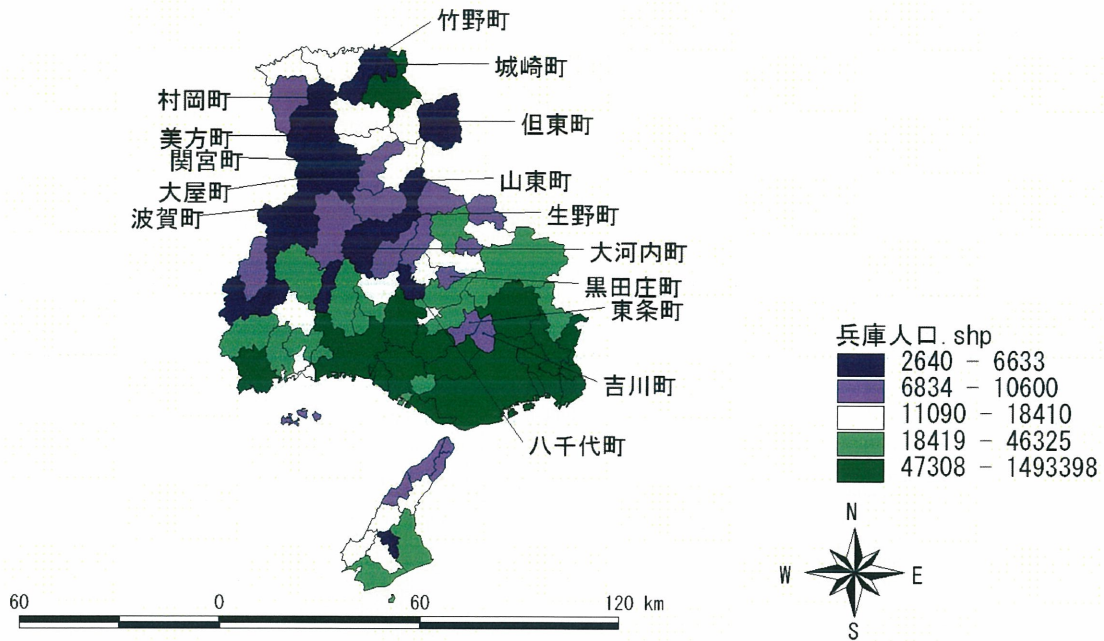 竹野町
城崎町
村岡町
但東町
美方町
関宮町
山東町
大屋町
波賀町
生野町
大河内町
黒田庄町
東条町
吉川町
八千代町
兵庫人口.shp
2640 - 6633
6834 - 10600
11090 - 18410
18419 - 46325
47308 - 1493398
N
W
E
S
60 0 60 120 km